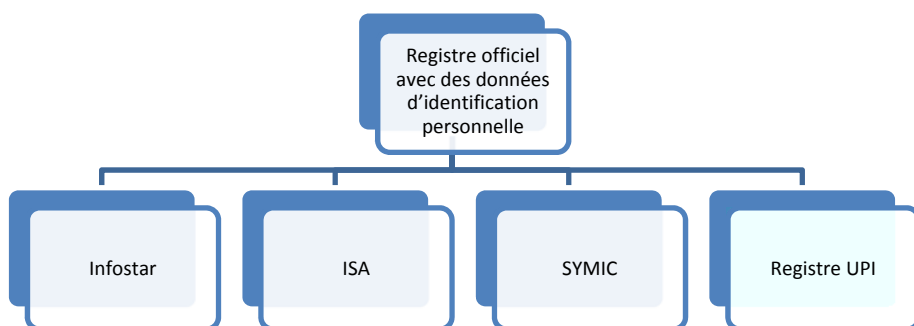 Registre officiel
avec des données
d’identification
personnelle
Infostar
ISA
SYMIC
Registre UPI